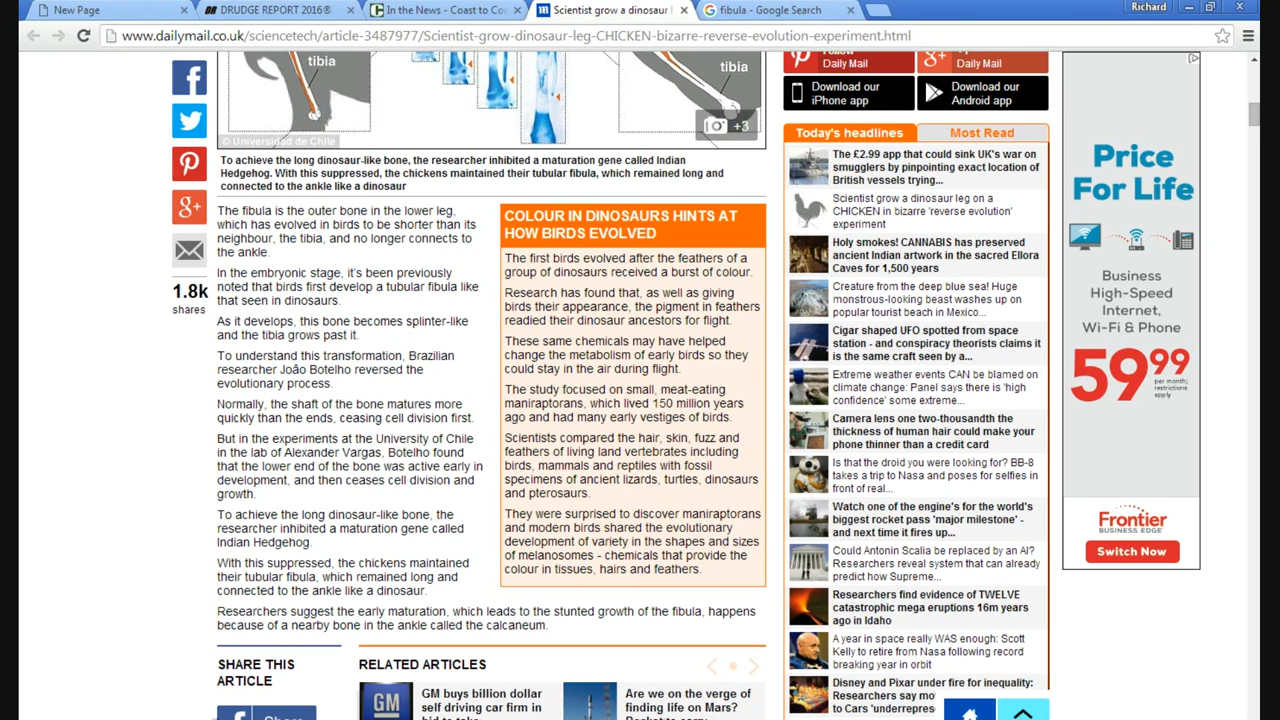 New Page
DRUDGE REPORT 2016®
In the News - Coast to Co
Scientist grow a dinosaur l
fibula - Google Search
Richard
www.dailymail.co.uk/sciencetech/article-3487977/Scientist-grow-dinosaur-leg-CHICKEN-bizarre-reverse-evolution-experiment.html
tibia
tibia
© Universidad de Chile
+3
To achieve the long dinosaur-like bone, the researcher inhibited a maturation gene called Indian
Hedgehog. With this suppressed, the chickens maintained their tubular fibula, which remained long and
connected to the ankle like a dinosaur
1.8k
shares
The fibula is the outer bone in the lower leg,
which has evolved in birds to be shorter than its
neighbour, the tibia, and no longer connects to
the ankle.
In the embryonic stage, it's been previously
noted that birds first develop a tubular fibula like
that seen in dinosaurs.
As it develops, this bone becomes splinter-like
and the tibia grows past it.
To understand this transformation, Brazilian
researcher João Botelho reversed the
evolutionary process.
Normally, the shaft of the bone matures more
quickly than the ends, ceasing cell division first.
But in the experiments at the University of Chile
in the lab of Alexander Vargas, Botelho found
that the lower end of the bone was active early in
development, and then ceases cell division and
growth.
To achieve the long dinosaur-like bone, the
researcher inhibited a maturation gene called
Indian Hedgehog.
With this suppressed, the chickens maintained
their tubular fibula, which remained long and
connected to the ankle like a dinosaur.
Researchers suggest the early maturation, which leads to the stunted growth of the fibula, happens
because of a nearby bone in the ankle called the calcaneum.
COLOUR IN DINOSAURS HINTS AT
HOW BIRDS EVOLVED
The first birds evolved after the feathers of a
group of dinosaurs received a burst of colour.
Research has found that, as well as giving
birds their appearance, the pigment in feathers
readied their dinosaur ancestors for flight.
These same chemicals may have helped
change the metabolism of early birds so they
could stay in the air during flight.
The study focused on small, meat-eating
maniraptorans, which lived 150 million years
ago and had many early vestiges of birds.
Scientists compared the hair, skin, fuzz and
feathers of living land vertebrates including
birds, mammals and reptiles with fossil
specimens of ancient lizards, turtles, dinosaurs
and pterosaurs.
They were surprised to discover maniraptorans
and modern birds shared the evolutionary
development of variety in the shapes and sizes
of melanosomes - chemicals that provide the
colour in tissues, hairs and feathers.
SHARE THIS
ARTICLE
Share
RELATED ARTICLES
GM
GM buys billion dollar
self driving car firm in
bid to take
Are we on the verge of
finding life on Mars?
Rocket to carry
Follow
Daily Mail
Daily Mail
Download our
iPhone app
Download our
Android app
Today's headlines
Most Read
The £2.99 app that could sink UK's war on
smugglers by pinpointing exact location of
British vessels trying...
Scientist grow a dinosaur leg on a
CHICKEN in bizarre 'reverse evolution'
experiment
Holy smokes! CANNABIS has preserved
ancient Indian artwork in the sacred Ellora
Caves for 1,500 years
Creature from the deep blue sea! Huge
monstrous-looking beast washes up on
popular tourist beach in Mexico...
Cigar shaped UFO spotted from space
station - and conspiracy theorists claims it
is the same craft seen by a...
Extreme weather events CAN be blamed on
climate change: Panel says there is 'high
confidence' some extreme...
Camera lens one two-thousandth the
thickness of human hair could make your
phone thinner than a credit card
Is that the droid you were looking for? BB-8
takes a trip to Nasa and poses for selfies in
front of real...
Watch one of the engine's for the world's
biggest rocket pass 'major milestone' -
and next time it fires up...
Could Antonin Scalia be replaced by an AI?
Researchers reveal system that can already
predict how Supreme...
Researchers find evidence of TWELVE
catastrophic mega eruptions 16m years
ago in Idaho
A year in space really WAS enough: Scott
Kelly to retire from Nasa following record
breaking year in orbit
Disney and Pixar under fire for inequality:
Researchers say mo
to Cars 'underrepres
Price
For Life
Business
High-Speed
Internet,
Wi-Fi & Phone
59 99
per month;
restrictions
apply
Frontier
BUSINESS EDGE
Switch Now